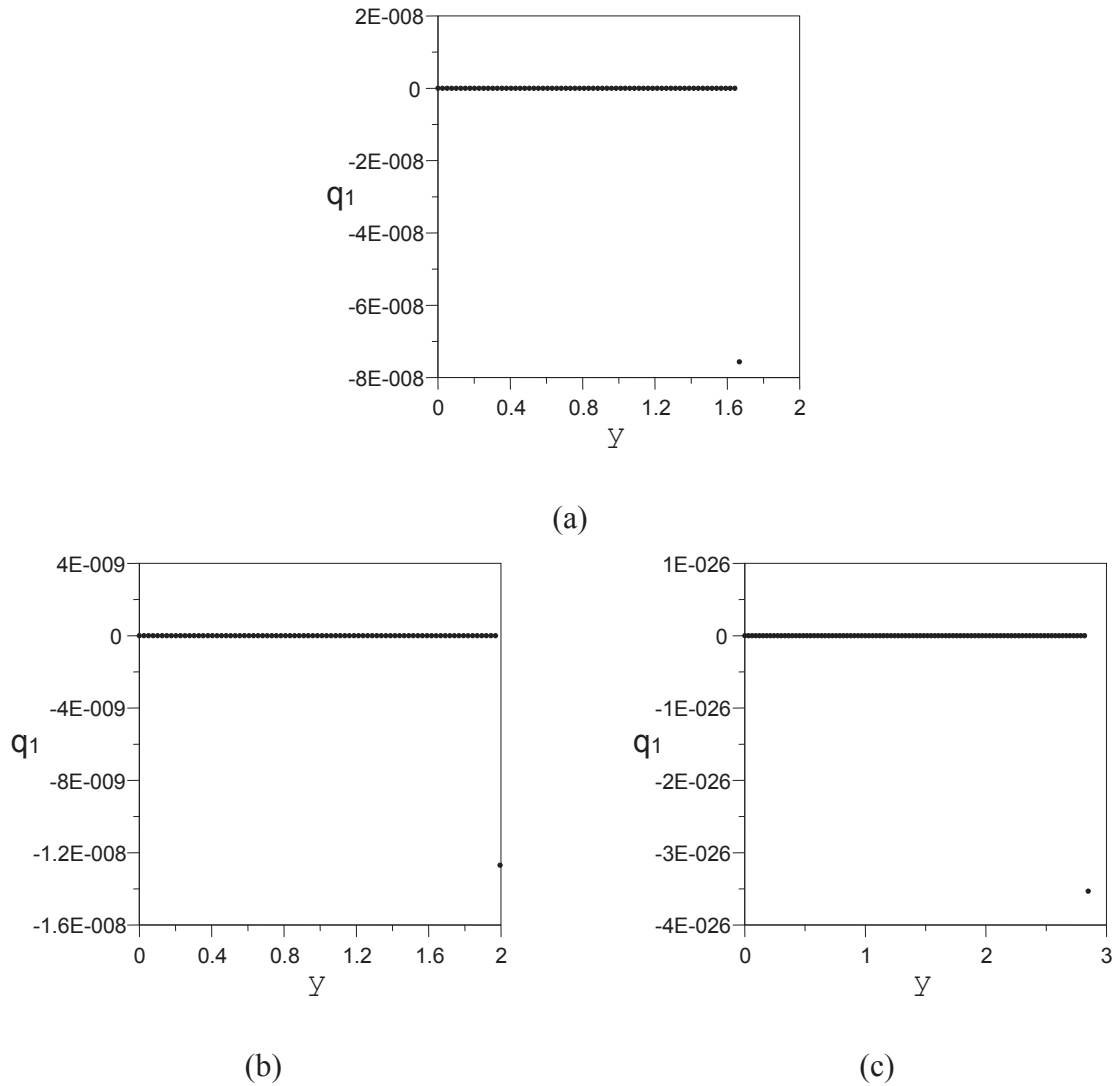 2E-008
0
-2E-008
q1
-4E-008
-6E-008
-8E-008
0 0.4 0.8 1.2 1.6 2
y
(a)
4E-009
0
-4E-009
q1
-8E-009
-1.2E-008
-1.6E-008
0 0.4 0.8 1.2 1.6 2
y
(b)
1E-026
0
-1E-026
q1
-2E-026
-3E-026
-4E-026
0 1 2 3
y
(c)